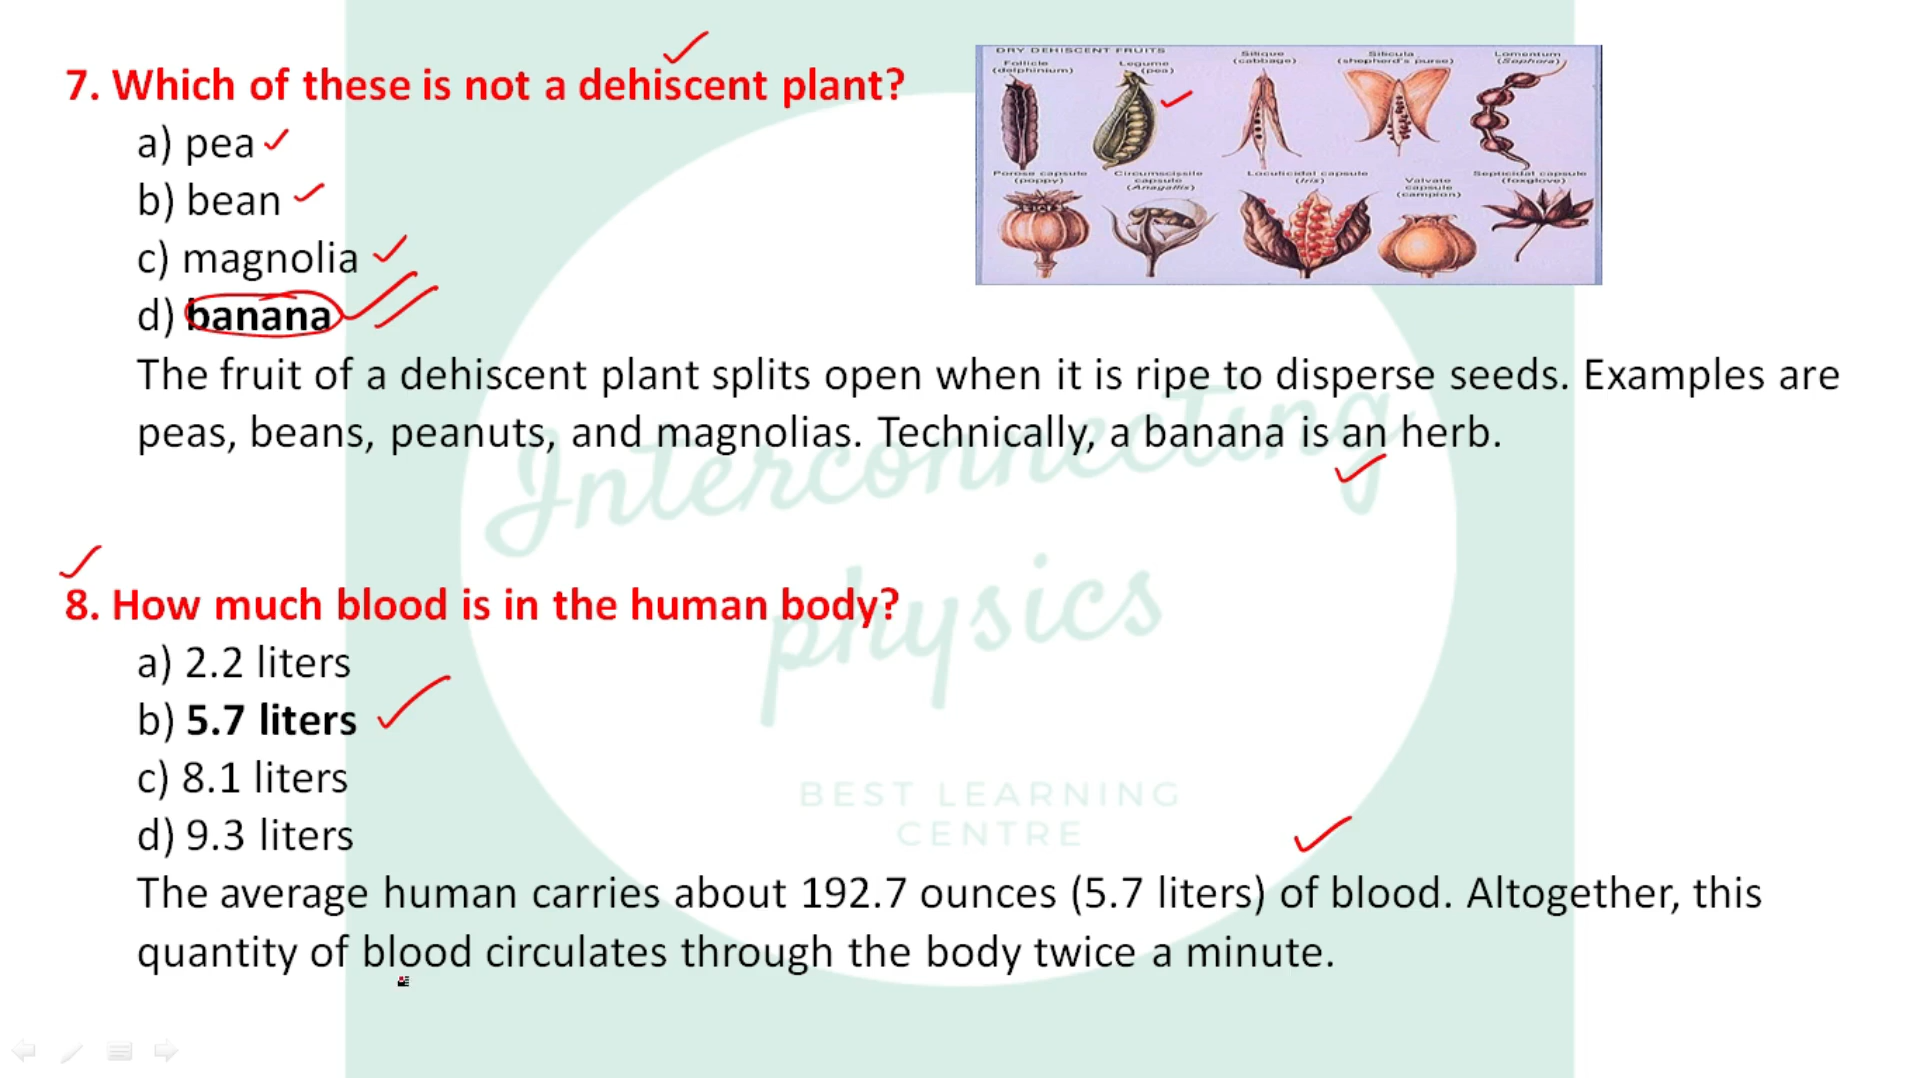 7. Which of these is not a dehiscent plant?
a) pea
b) bean
c) magnolia
d) banana
The fruit of a dehiscent plant splits open when it is ripe to disperse seeds. Examples are
peas, beans, peanuts, and magnolias. Technically, a banana is an herb.
DRY DEHISCENT FRUITS
Follicle
(delphinium)
Legume
(pea)
Silique
(cabbage)
Silicula
(shepherd's purse)
Lomentum
(Sophora)
Porose capsule
(poppy)
Circumscissile
capsule
(Anagallis)
Loculicidal capsule
(Iris)
Valvate
capsule
(campion)
Septicidal capsule
(foxglove)
Interconnecting
physics
BEST LEARNING
CENTRE
8. How much blood is in the human body?
a) 2.2 liters
b) 5.7 liters
c) 8.1 liters
d) 9.3 liters
The average human carries about 192.7 ounces (5.7 liters) of blood. Altogether, this
quantity of blood circulates through the body twice a minute.